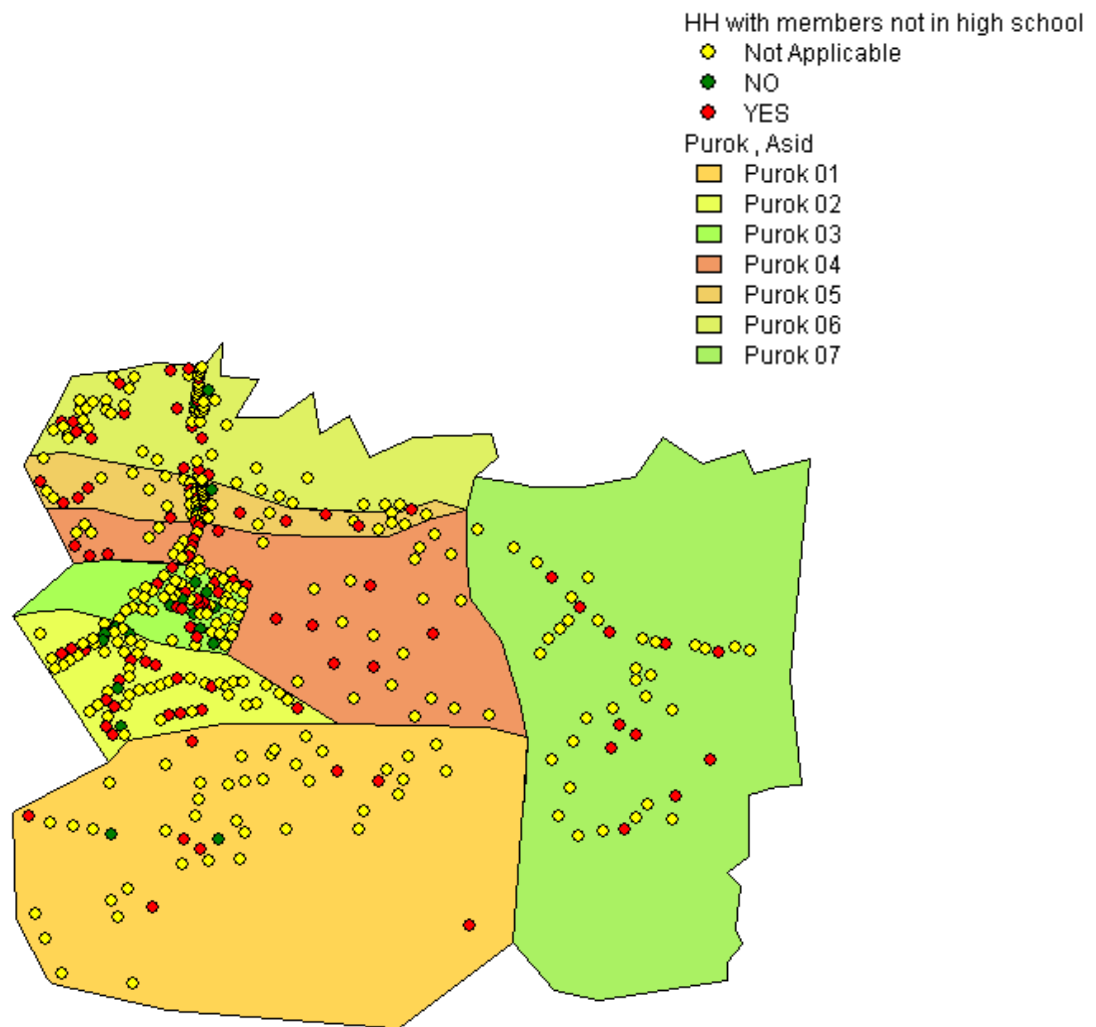 HH with members not in high school
Not Applicable
NO
YES
Purok , Asid
Purok 01
Purok 02
Purok 03
Purok 04
Purok 05
Purok 06
Purok 07